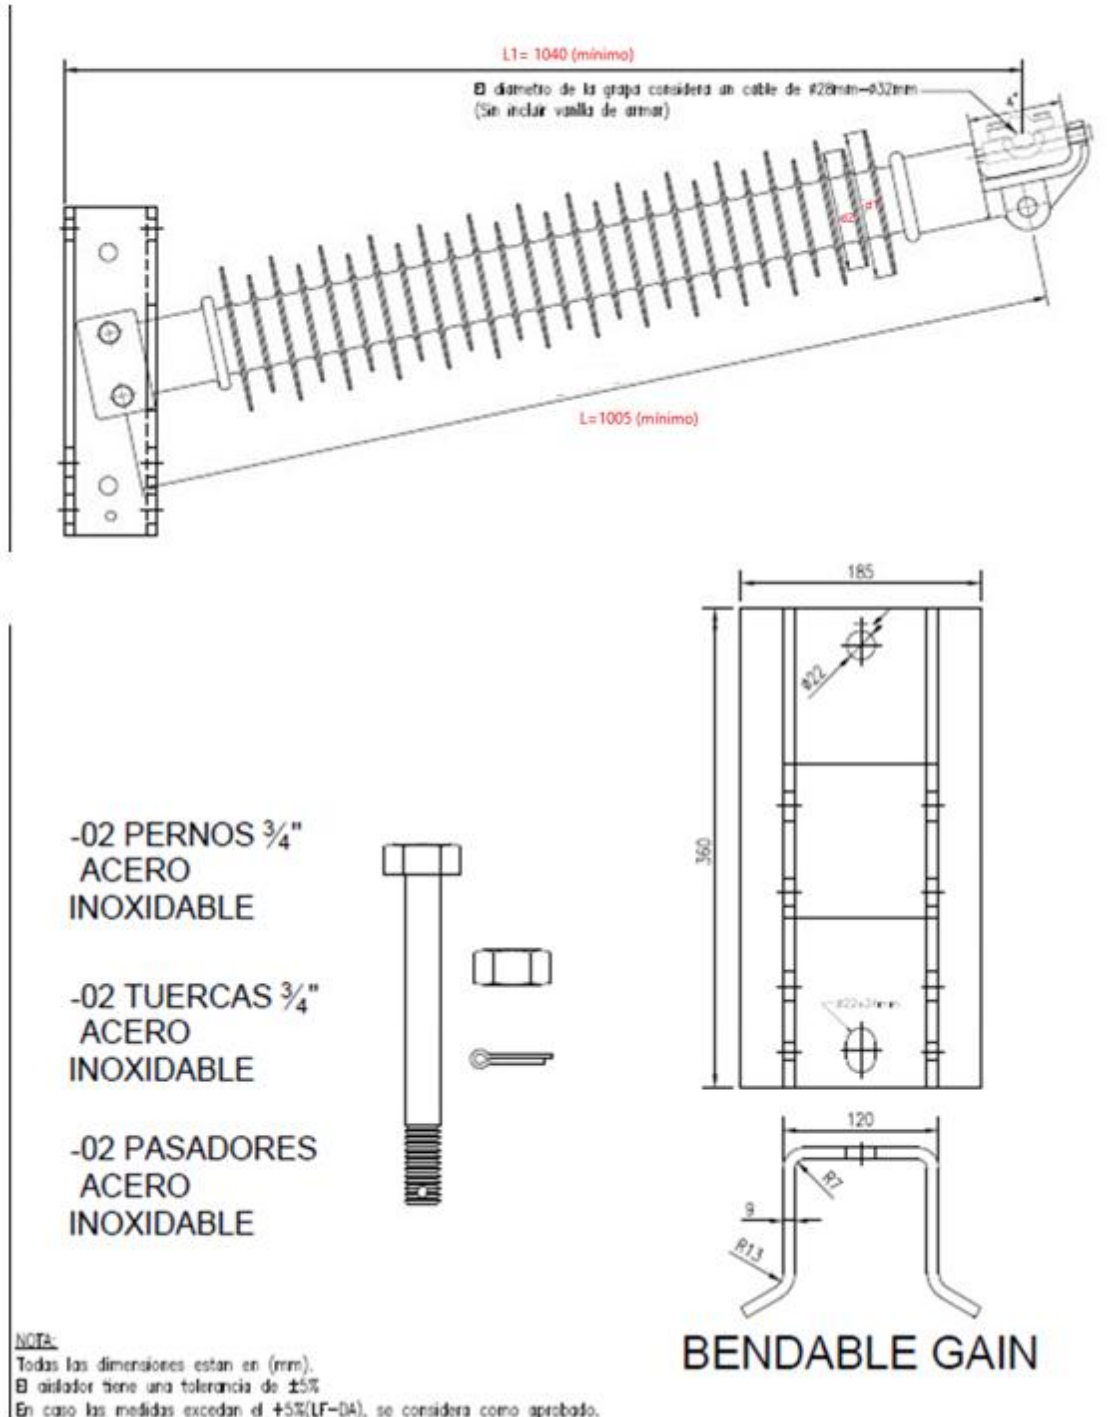 L1= 1040 (mínimo)
El diametro de la grapa considera un cable de ø28mm-ø32mm
(Sin incluir varilla de armar)
4"
d2
d1
L=1005 (mínimo)
185
ø22
360
-02 PERNOS ¾"
ACERO
INOXIDABLE
-02 TUERCAS ¾"
ACERO
INOXIDABLE
-02 PASADORES
ACERO
INOXIDABLE
120
R7
9
R13
BENDABLE GAIN
NOTA:
Todas las dimensiones estan en (mm).
El aislador tiene una tolerancia de ±5%
En caso las medidas excedan el +5%(LF-DA), se considera como aprobado.